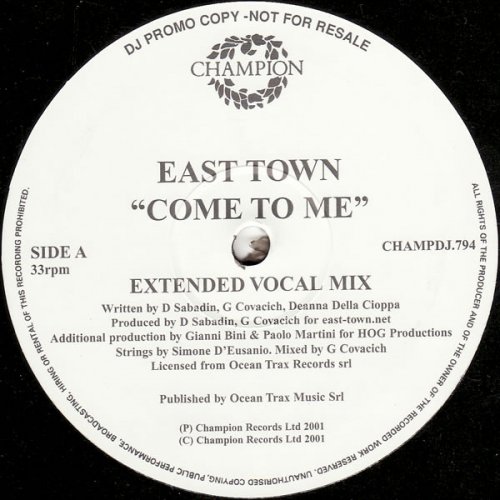 DJ PROMO COPY -NOT FOR RESALE
CHAMPION
EAST TOWN
“COME TO ME”
SIDE A
33rpm
CHAMPDJ.794
EXTENDED VOCAL MIX
Written by D Sabadin, G Covacich, Deanna Della Cioppa
Produced by D Sabadin, G Covacich for east-town.net
Additional production by Gianni Bini & Paolo Martini for HOG Productions
Strings by Simone D’Eusanio. Mixed by G Covacich
Licensed from Ocean Trax Records srl
Published by Ocean Trax Music Srl
(P) Champion Records Ltd 2001
(C) Champion Records Ltd 2001
ALL RIGHTS OF THE PRODUCER AND OF THE OWNER OF THE RECORDED WORK RESERVED. UNAUTHORISED COPYING, PUBLIC PERFORMANCE, BROADCASTING, HIRING OR RENTAL OF THIS RECORDING PROHIBITED.